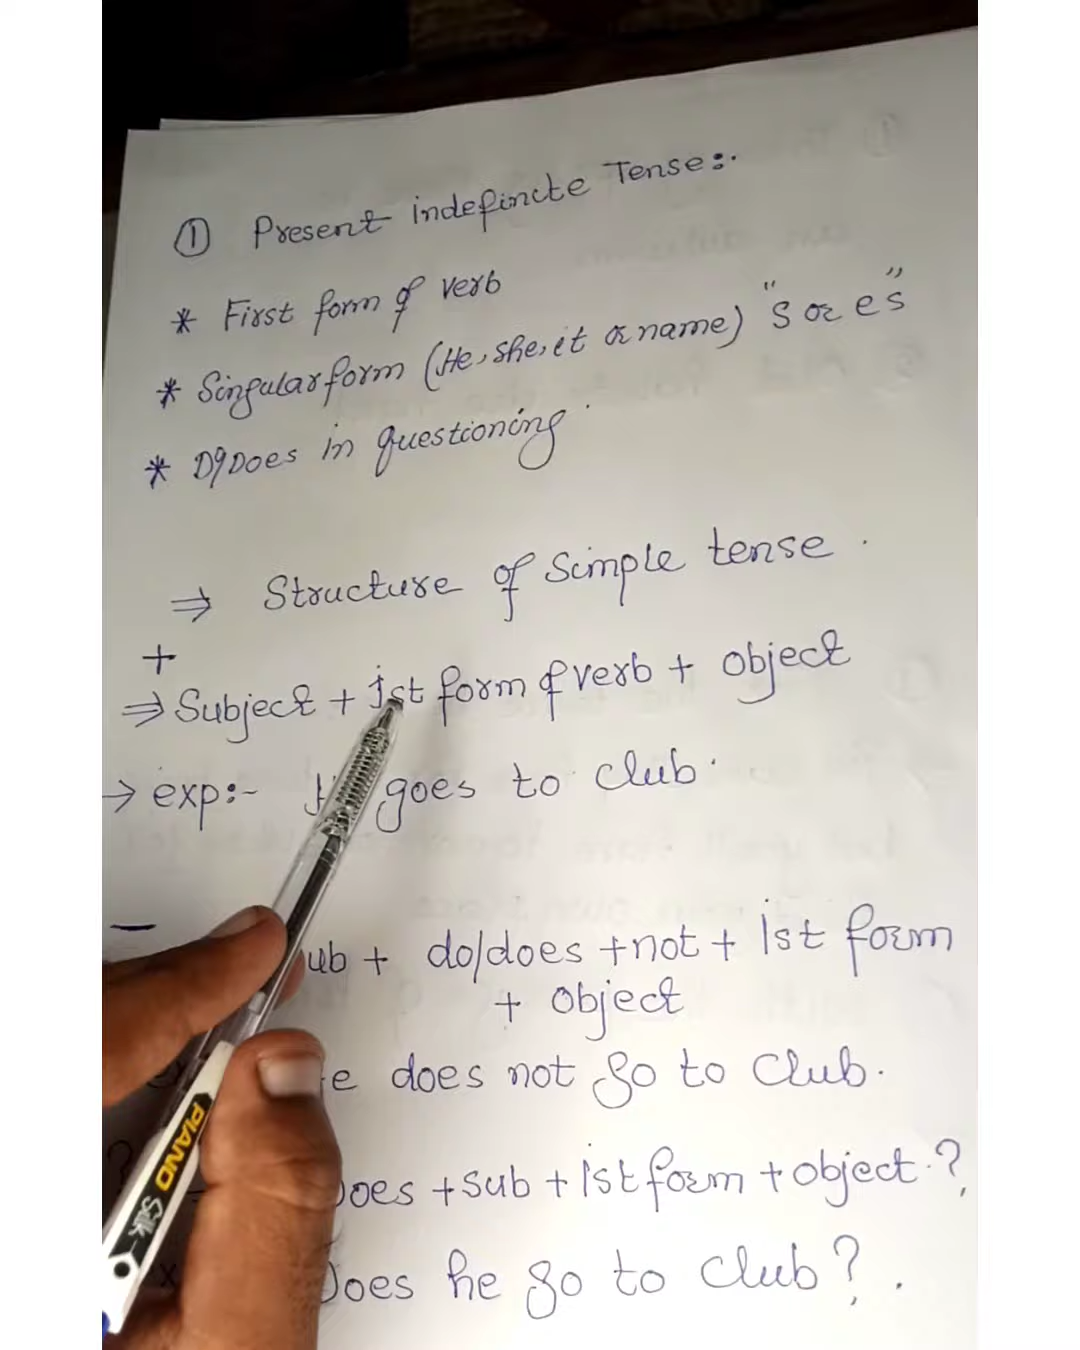 ① Present indefinite Tense:.
* First form of verb
* Singular form (He, she, it or name) "s or es"
* Do/Does in questioning.
⇒ Structure of Simple tense.
+
⇒ Subject + 1st form of verb + object
→ exp:- goes to club.
−
ub + do/does + not + 1st form
+ object
e does not go to club.
?
oes + sub + 1st form + object.?
Does he go to club?.
PIANO Silk